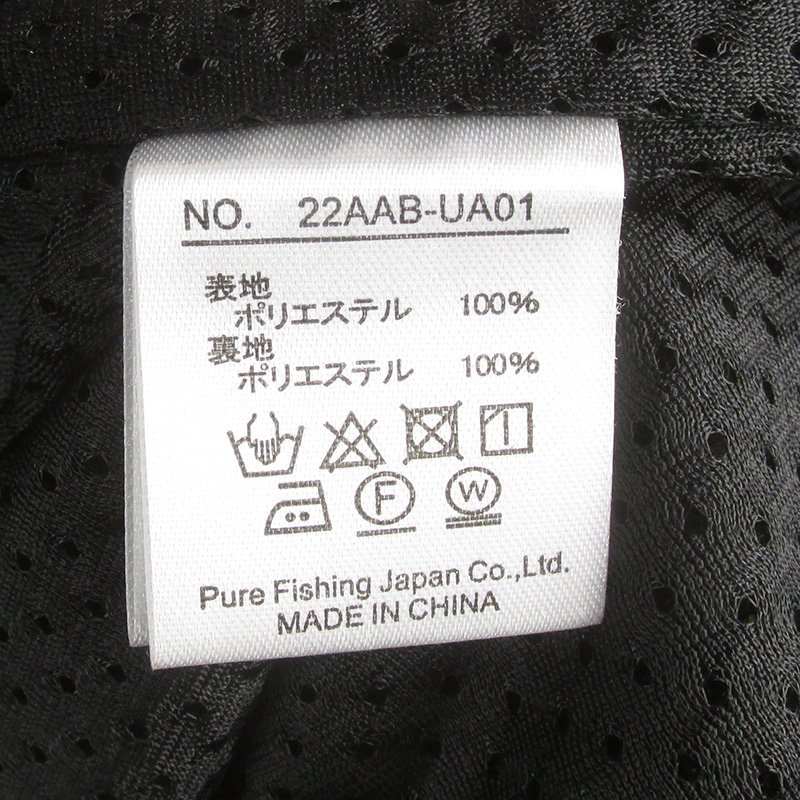 NO. 22AAB-UA01
表地
ポリエステル 100%
裏地
ポリエステル 100%
F W
Pure Fishing Japan Co.,Ltd.
MADE IN CHINA